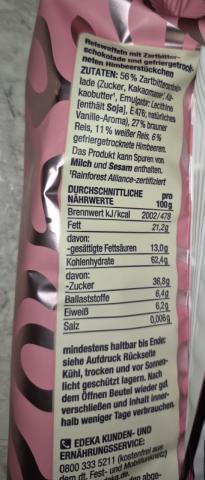 Reiswaffeln mit Zartbitter-
schokolade und gefriergetrock-
neten Himbeerstückchen
ZUTATEN: 56% Zartbitterschoko-
lade (Zucker, Kakaomasse¹, Ka-
kaobutter¹, Emulgator: Lecithine
[enthält Soja], E 476, natürliches
Vanille-Aroma), 27% brauner
Reis, 11% weißer Reis, 6%
gefriergetrocknete Himbeeren.
Das Produkt kann Spuren von
Milch und Sesam enthalten.
¹Rainforest Alliance-zertifiziert
DURCHSCHNITTLICHE pro
NÄHRWERTE 100g
Brennwert kJ/kcal 2002/478
Fett 21,2g
davon:
-gesättigte Fettsäuren 13,0g
Kohlenhydrate 62,4g
davon:
-Zucker 36,8g
Ballaststoffe 6,4g
Eiweiß 6,2g
Salz 0,006g
mindestens haltbar bis Ende:
siehe Aufdruck Rückseite
Kühl, trocken und vor Sonnen-
licht geschützt lagern. Nach
dem Öffnen Beutel wieder gut
verschließen und Inhalt inner-
halb weniger Tage verbrauchen.
EDEKA KUNDEN- UND
ERNÄHRUNGSSERVICE:
0800 333 5211 (kostenfrei aus
dem dt. Fest- und Mobilfunknetz)